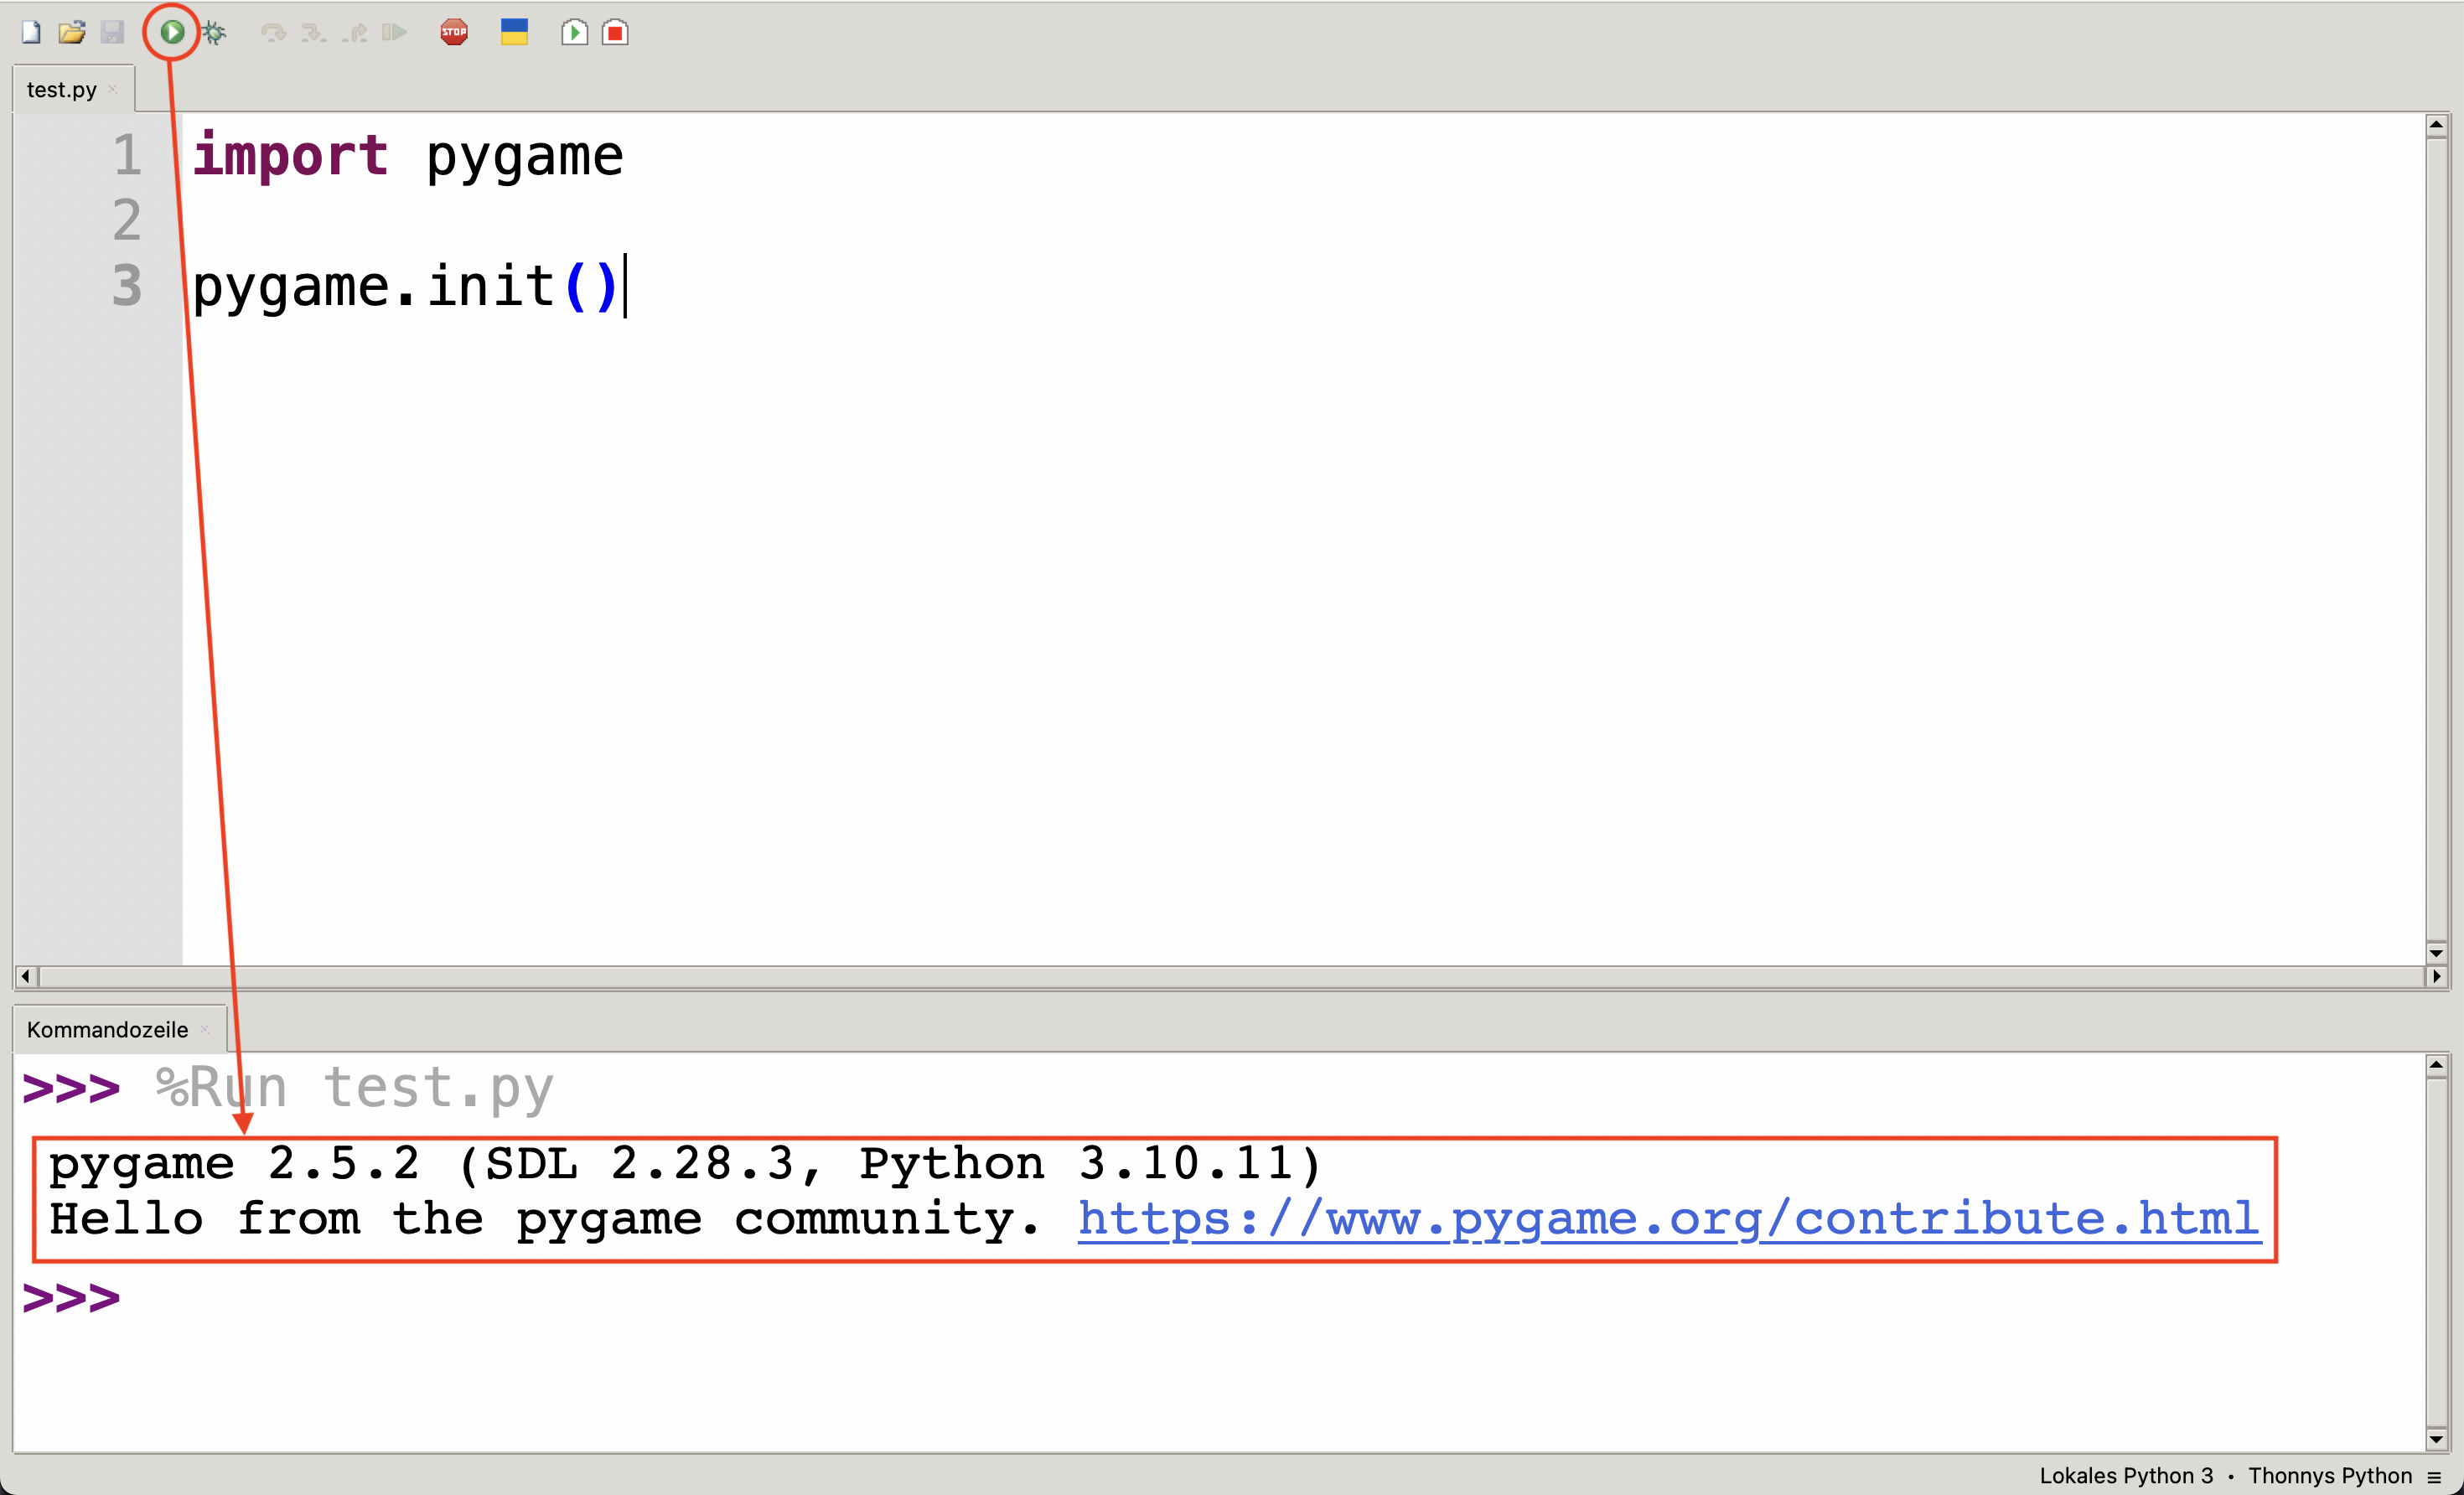 STOP
test.py
1 import pygame
2
3 pygame.init()
Kommandozeile
>>> %Run test.py
pygame 2.5.2 (SDL 2.28.3, Python 3.10.11)
Hello from the pygame community. https://www.pygame.org/contribute.html
>>>
Lokales Python 3 • Thonnys Python ≡